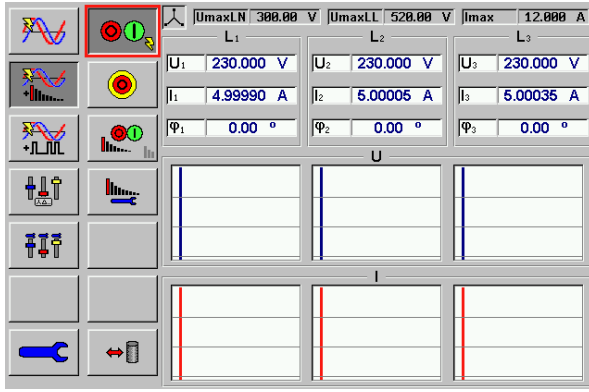 UmaxLN 300.00 V UmaxLL 520.00 V Imax 12.000 A
L₁ L₂ L₃
U₁ 230.000 V U₂ 230.000 V U₃ 230.000 V
I₁ 4.99990 A I₂ 5.00005 A I₃ 5.00035 A
φ₁ 0.00 ° φ₂ 0.00 ° φ₃ 0.00 °
U
I